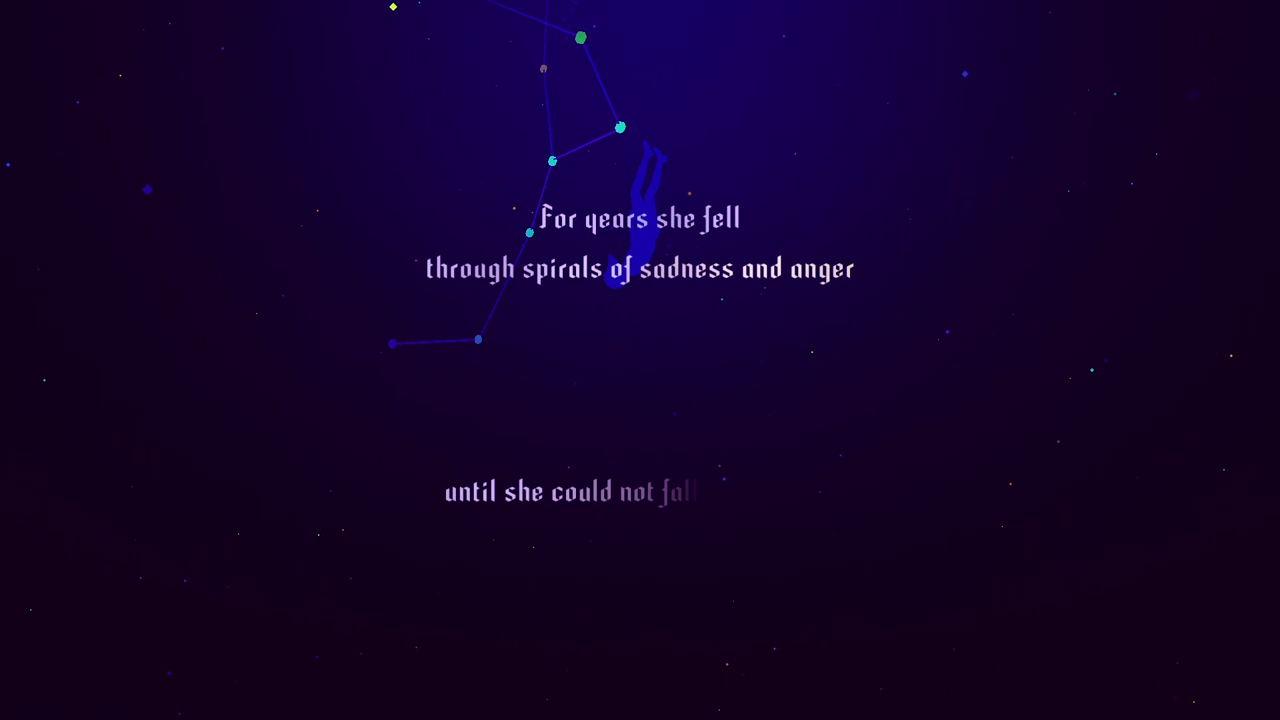 For years she fell
through spirals of sadness and anger
until she could not fall